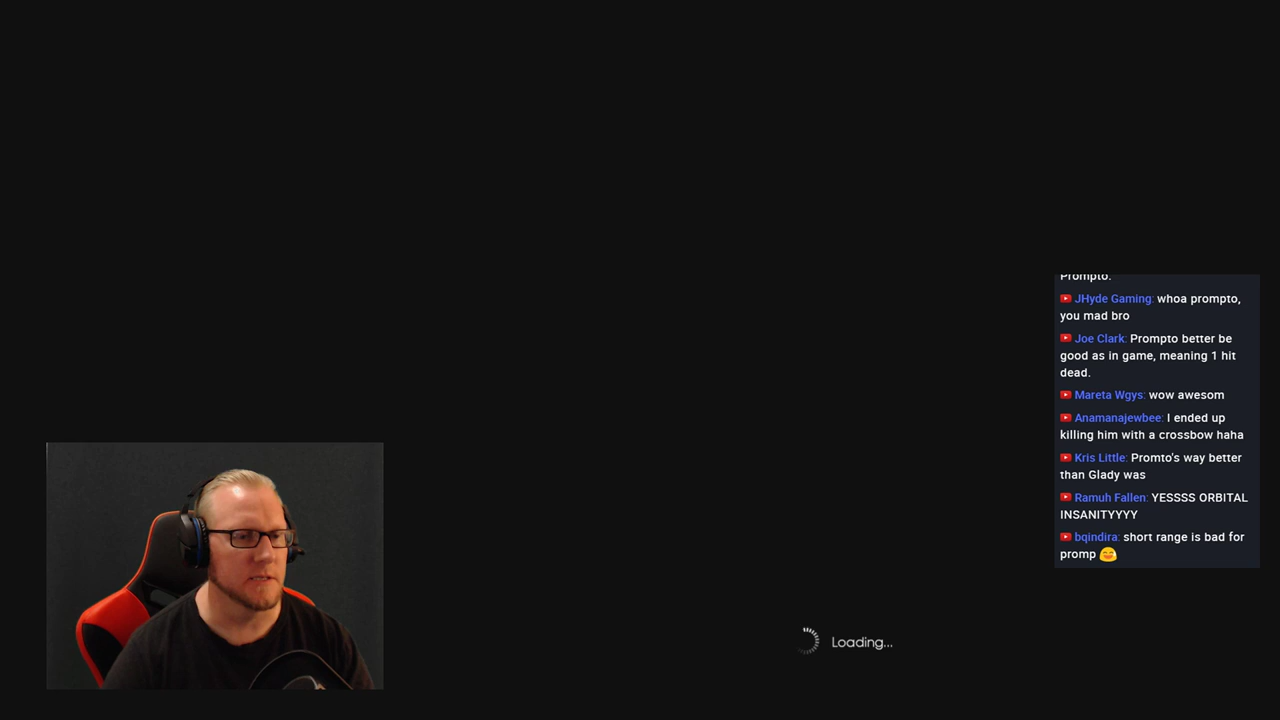 Prompto.
JHyde Gaming: whoa prompto,
you mad bro
Joe Clark: Prompto better be
good as in game, meaning 1 hit
dead.
Mareta Wgys: wow awesom
Anamanajewbee: I ended up
killing him with a crossbow haha
Kris Little: Promto's way better
than Glady was
Ramuh Fallen: YESSSS ORBITAL
INSANITYYYY
bqindira: short range is bad for
promp 😄
Loading...